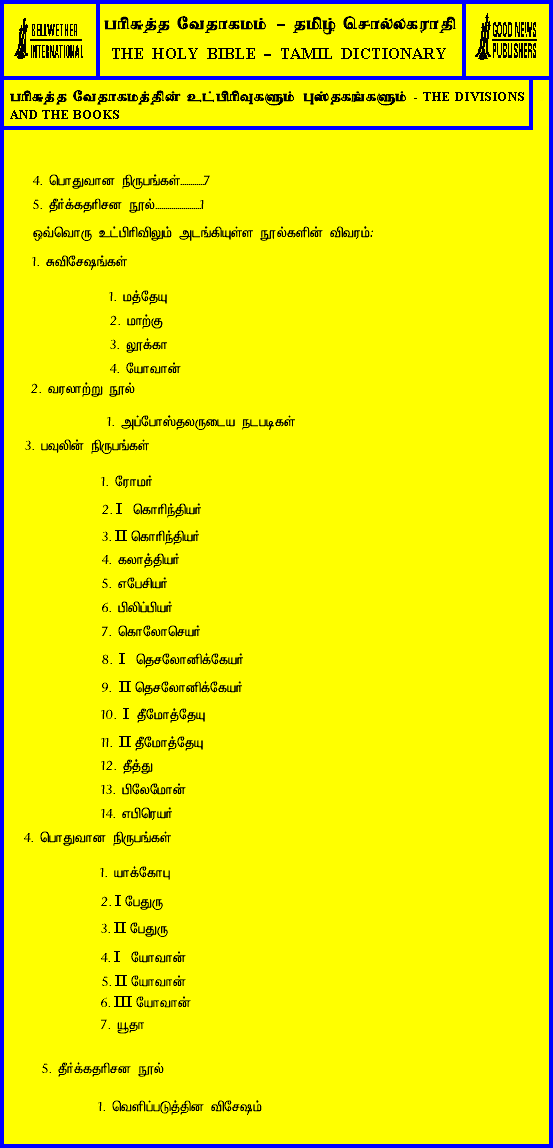 BELLWETHER
INTERNATIONAL
பரிசுத்த வேதாகமம் – தமிழ் சொல்லகராதி
THE HOLY BIBLE – TAMIL DICTIONARY
GOOD NEWS
PUBLISHERS
பரிசுத்த வேதாகமத்தின் உட்பிரிவுகளும் புஸ்தகங்களும் - THE DIVISIONS
AND THE BOOKS
4. பொதுவான நிருபங்கள்...........7
5. தீர்க்கதரிசன நூல்......................1
ஒவ்வொரு உட்பிரிவிலும் அடங்கியுள்ள நூல்களின் விவரம்:
1. சுவிசேஷங்கள்
1. மத்தேயு
2. மாற்கு
3. லூக்கா
4. யோவான்
2. வரலாற்று நூல்
1. அப்போஸ்தலருடைய நடபடிகள்
3. பவுலின் நிருபங்கள்
1. ரோமர்
2. I கொரிந்தியர்
3. II கொரிந்தியர்
4. கலாத்தியர்
5. எபேசியர்
6. பிலிப்பியர்
7. கொலோசெயர்
8. I தெசலோனிக்கேயர்
9. II தெசலோனிக்கேயர்
10. I தீமோத்தேயு
11. II தீமோத்தேயு
12. தீத்து
13. பிலேமோன்
14. எபிரெயர்
4. பொதுவான நிருபங்கள்
1. யாக்கோபு
2. I பேதுரு
3. II பேதுரு
4. I யோவான்
5. II யோவான்
6. III யோவான்
7. யூதா
5. தீர்க்கதரிசன நூல்
1. வெளிப்படுத்தின விசேஷம்